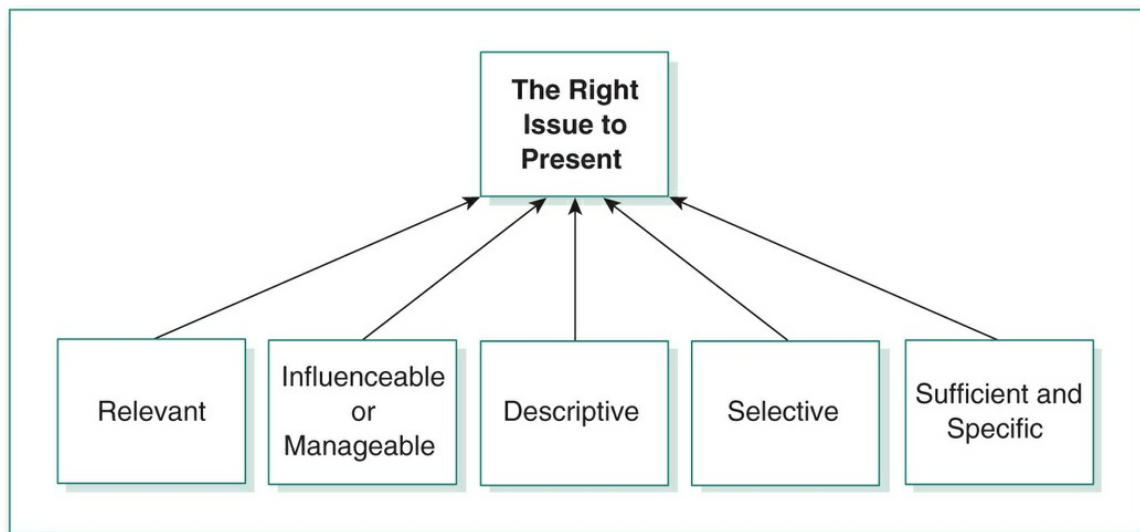 The Right
Issue to
Present
Relevant
Influenceable
or
Manageable
Descriptive
Selective
Sufficient and
Specific